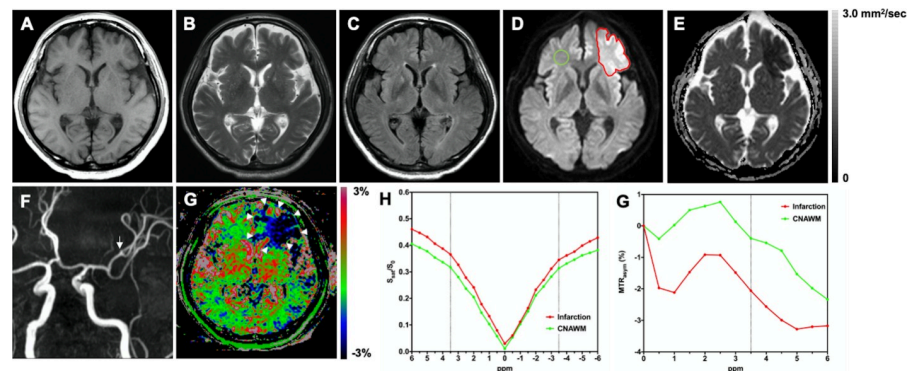 A
B
C
D
E
3.0 mm²/sec
0
F
G
3%
-3%
H
0.6
0.5
0.4
0.3
0.2
0.1
0.0
6 5 4 3 2 1 0 -1 -2 -3 -4 -5 -6
ppm
Ssat/S0
Infarction
CNAWM
G
1
0
-1
-2
-3
-4
0 1 2 3 4 5 6
ppm
MTRasym (%)
Infarction
CNAWM